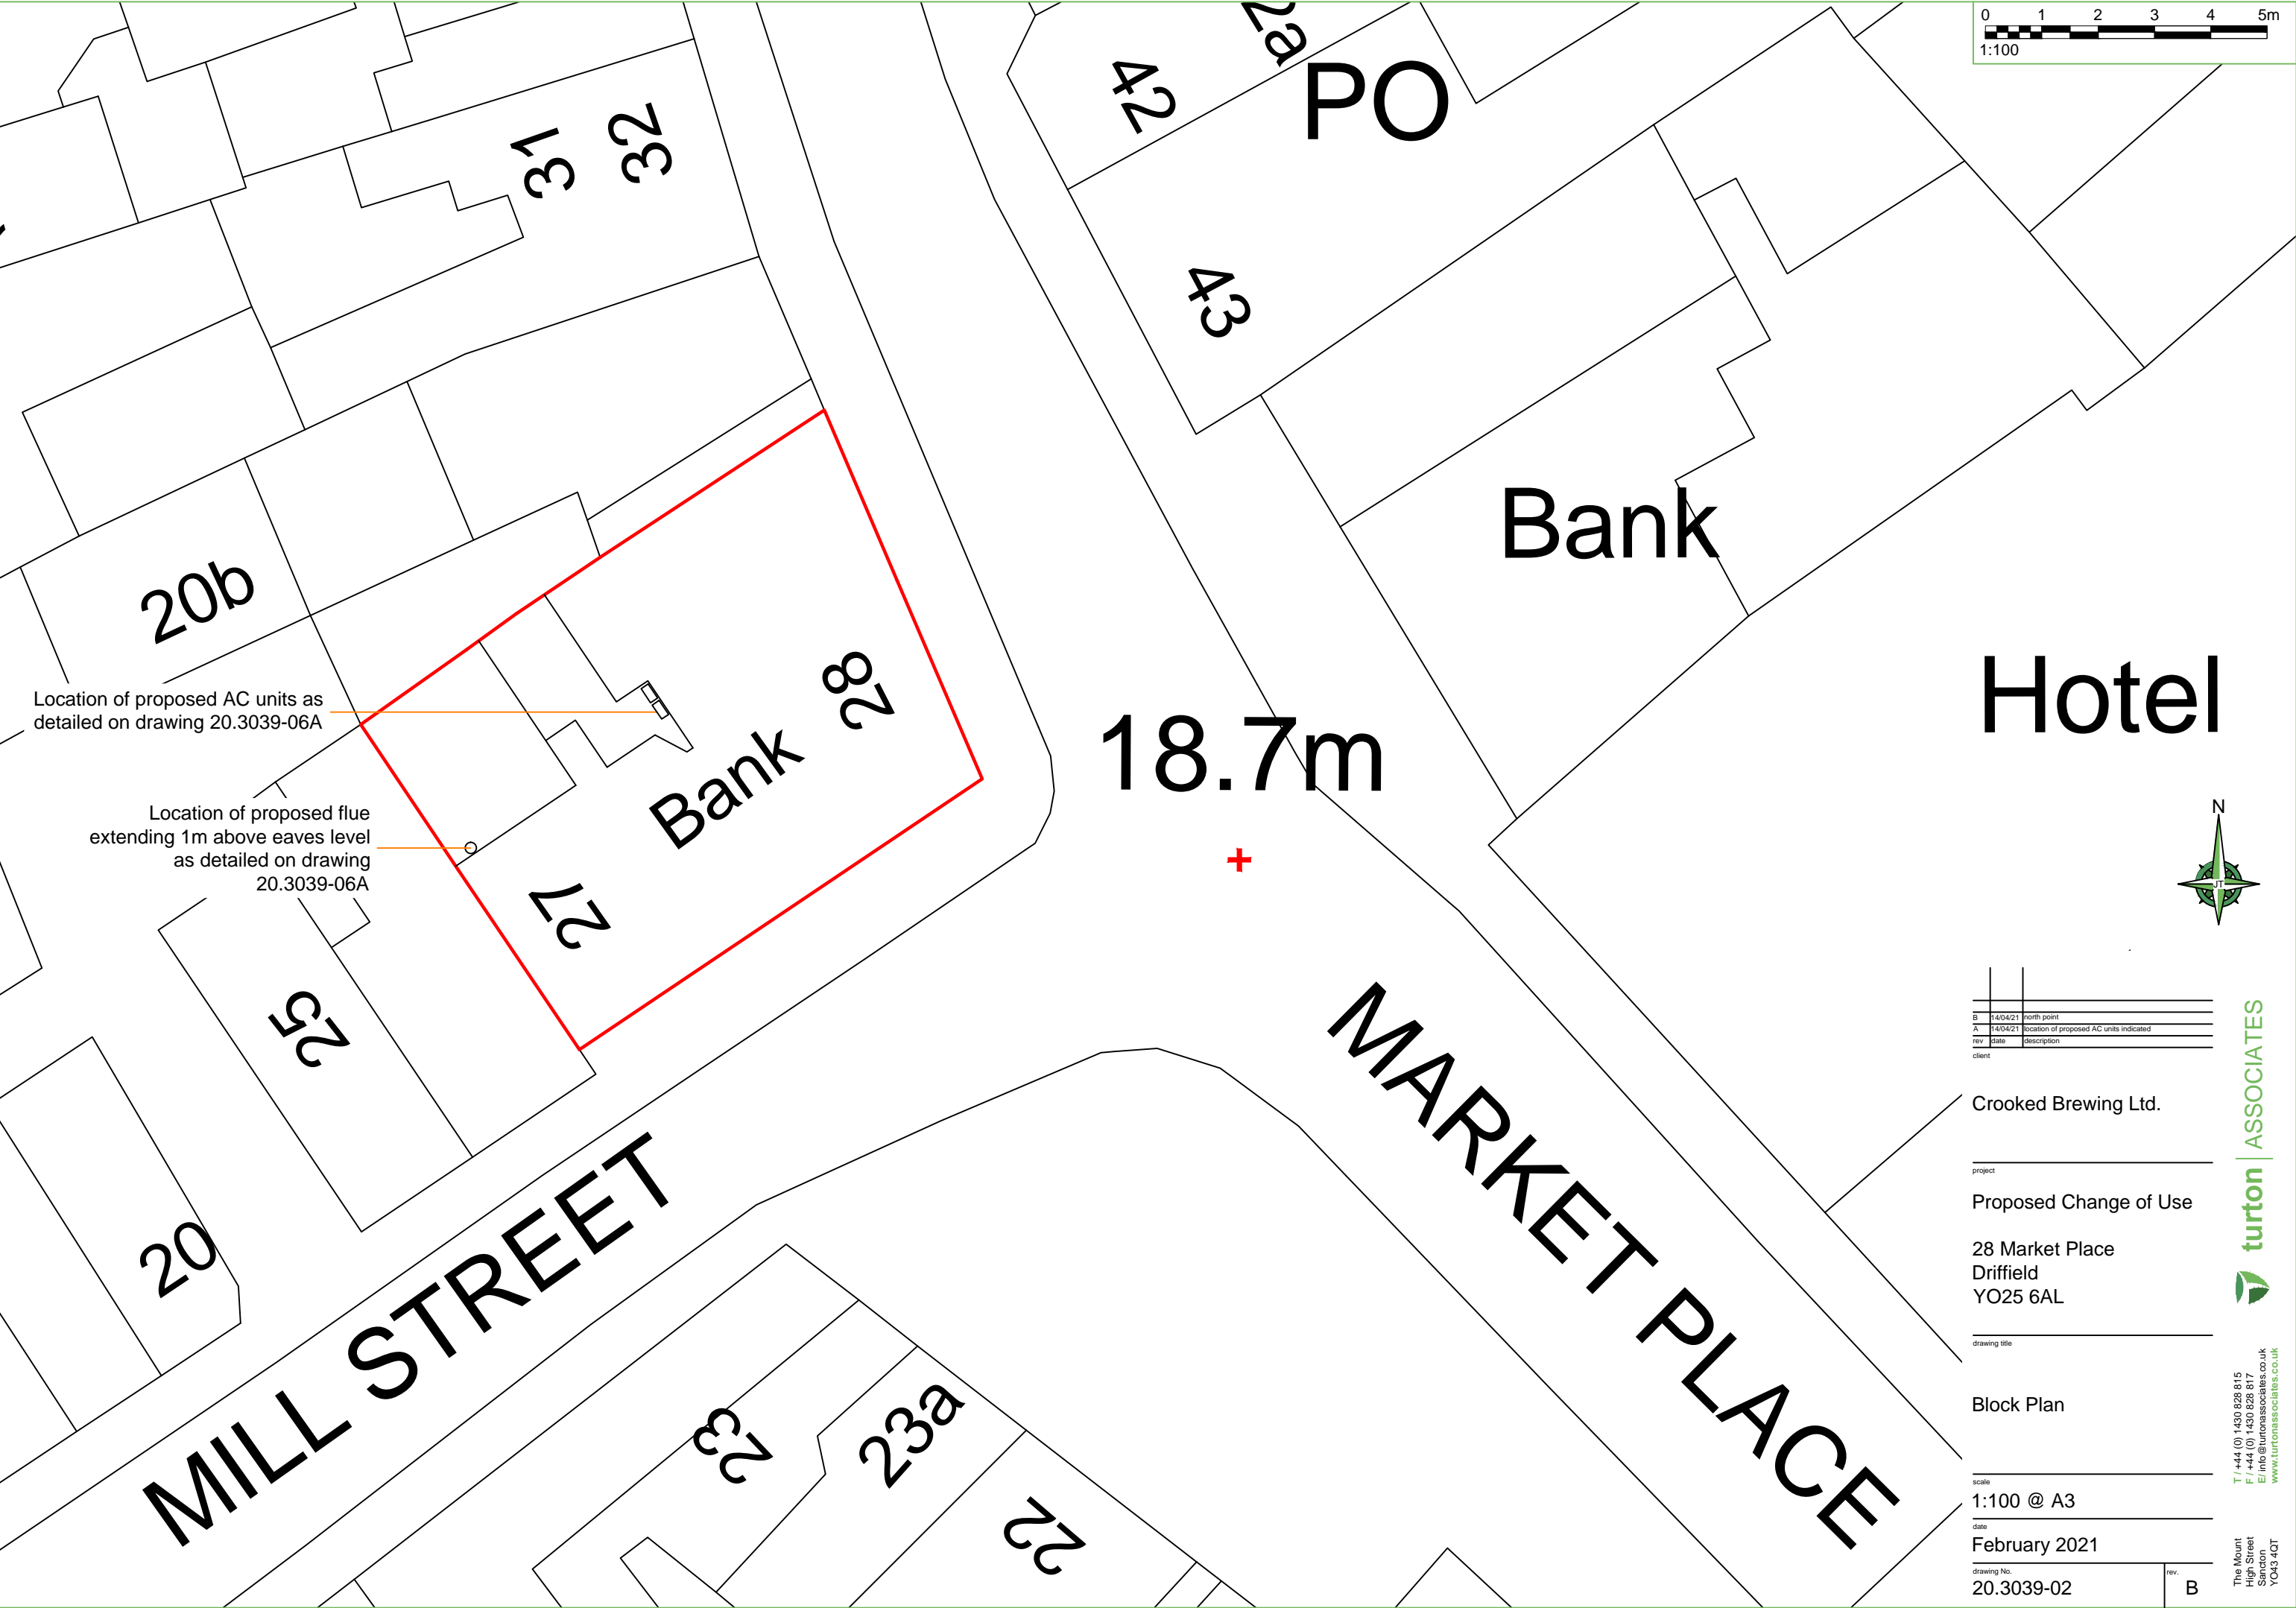 0 1 2 3 4 5m
1:100
2a
42
PO
31
32
43
Bank
20b
Hotel
28
Location of proposed AC units as
detailed on drawing 20.3039-06A
18.7m
Bank
Location of proposed flue
extending 1m above eaves level
as detailed on drawing
20.3039-06A
N
JT
27
25
MARKET PLACE
MILL STREET
20
23
23a
22
B 14/04/21 north point
A 14/04/21 location of proposed AC units indicated
rev date description
client
Crooked Brewing Ltd.
project
Proposed Change of Use
28 Market Place
Driffield
YO25 6AL
drawing title
Block Plan
scale
1:100 @ A3
date
February 2021
drawing No.
20.3039-02
rev.
B
turton | ASSOCIATES
T / +44 (0) 1430 828 815
F / +44 (0) 1430 828 817
E/ info@turtonassociates.co.uk
www.turtonassociates.co.uk
The Mount
High Street
Sancton
YO43 4QT